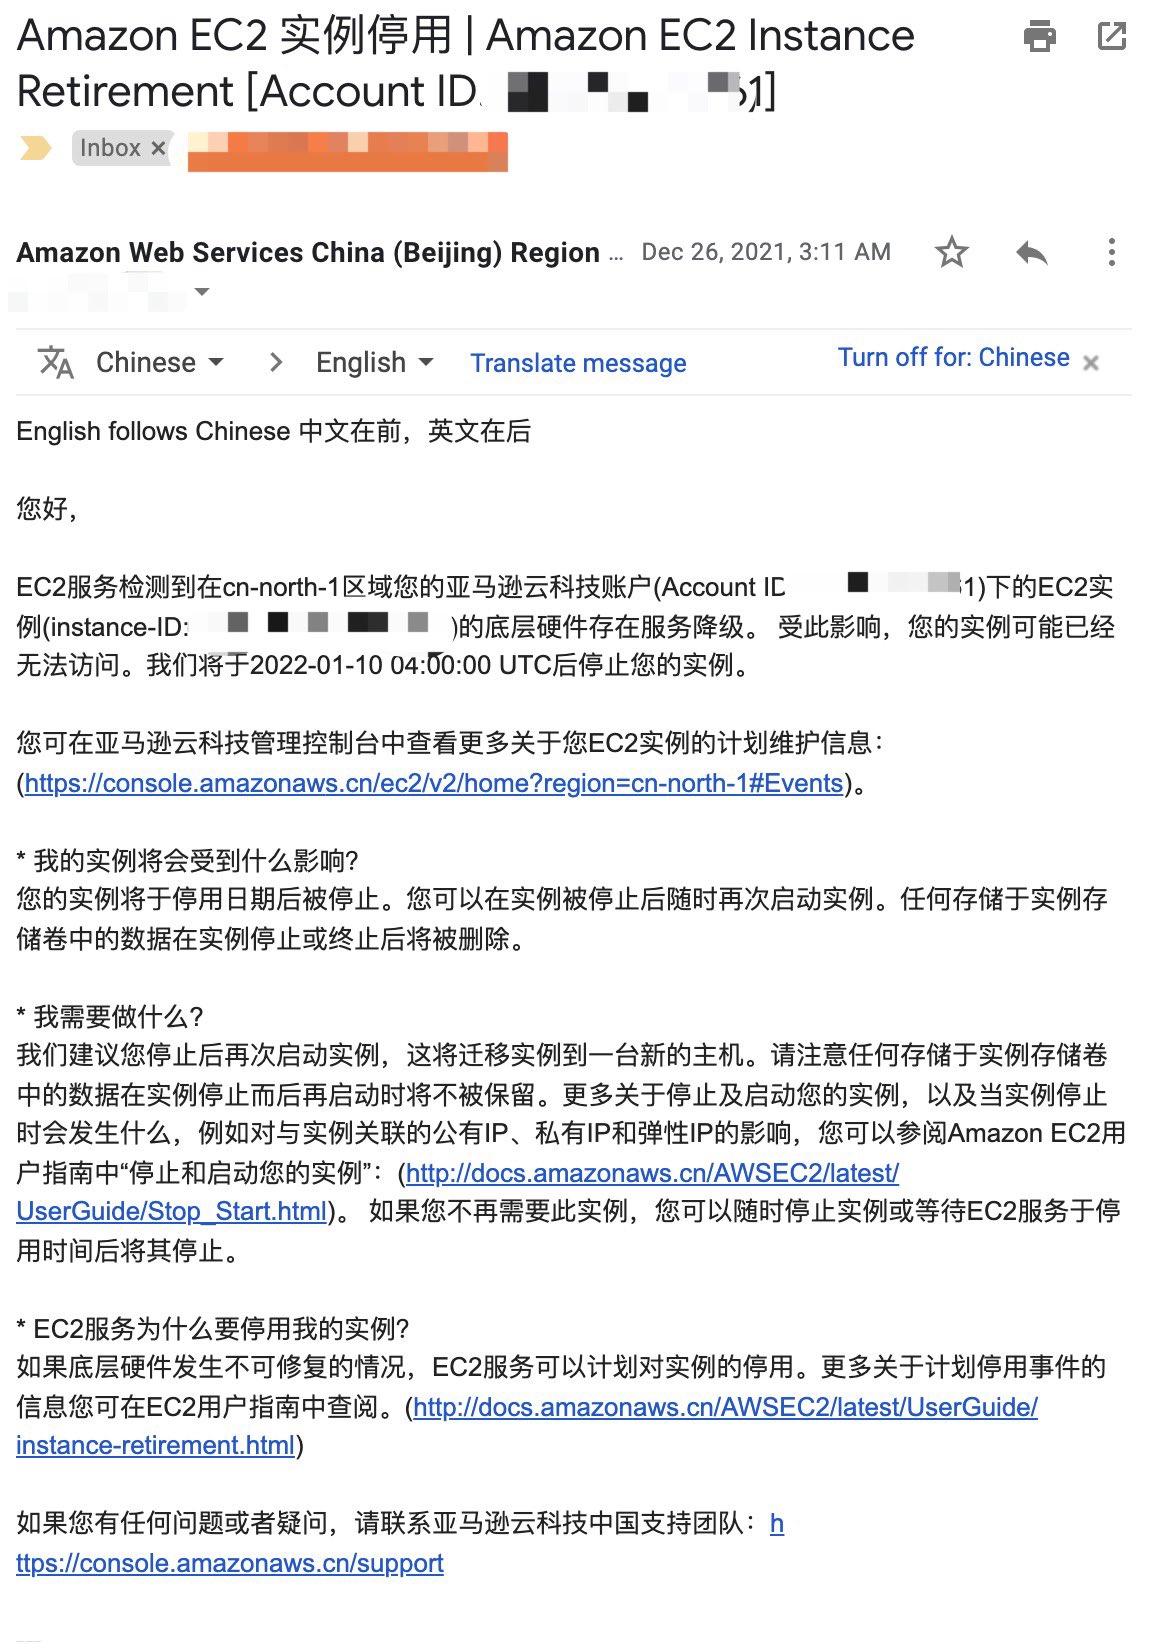 Amazon EC2 实例停用 | Amazon EC2 Instance
Retirement [Account ID. 1]
Inbox ×
Amazon Web Services China (Beijing) Region ... Dec 26, 2021, 3:11 AM
Chinese > English Translate message Turn off for: Chinese ×
English follows Chinese 中文在前，英文在后
您好，
EC2服务检测到在cn-north-1区域您的亚马逊云科技账户(Account ID 1)下的EC2实
例(instance-ID: )的底层硬件存在服务降级。 受此影响，您的实例可能已经
无法访问。我们将于2022-01-10 04:00:00 UTC后停止您的实例。
您可在亚马逊云科技管理控制台中查看更多关于您EC2实例的计划维护信息：
(https://console.amazonaws.cn/ec2/v2/home?region=cn-north-1#Events)。
* 我的实例将会受到什么影响?
您的实例将于停用日期后被停止。您可以在实例被停止后随时再次启动实例。任何存储于实例存
储卷中的数据在实例停止或终止后将被删除。
* 我需要做什么?
我们建议您停止后再次启动实例，这将迁移实例到一台新的主机。请注意任何存储于实例存储卷
中的数据在实例停止而后再启动时将不被保留。更多关于停止及启动您的实例，以及当实例停止
时会发生什么，例如对与实例关联的公有IP、私有IP和弹性IP的影响，您可以参阅Amazon EC2用
户指南中“停止和启动您的实例”：(http://docs.amazonaws.cn/AWSEC2/latest/
UserGuide/Stop_Start.html)。 如果您不再需要此实例，您可以随时停止实例或等待EC2服务于停
用时间后将其停止。
* EC2服务为什么要停用我的实例?
如果底层硬件发生不可修复的情况，EC2服务可以计划对实例的停用。更多关于计划停用事件的
信息您可在EC2用户指南中查阅。(http://docs.amazonaws.cn/AWSEC2/latest/UserGuide/
instance-retirement.html)
如果您有任何问题或者疑问，请联系亚马逊云科技中国支持团队：h
ttps://console.amazonaws.cn/support